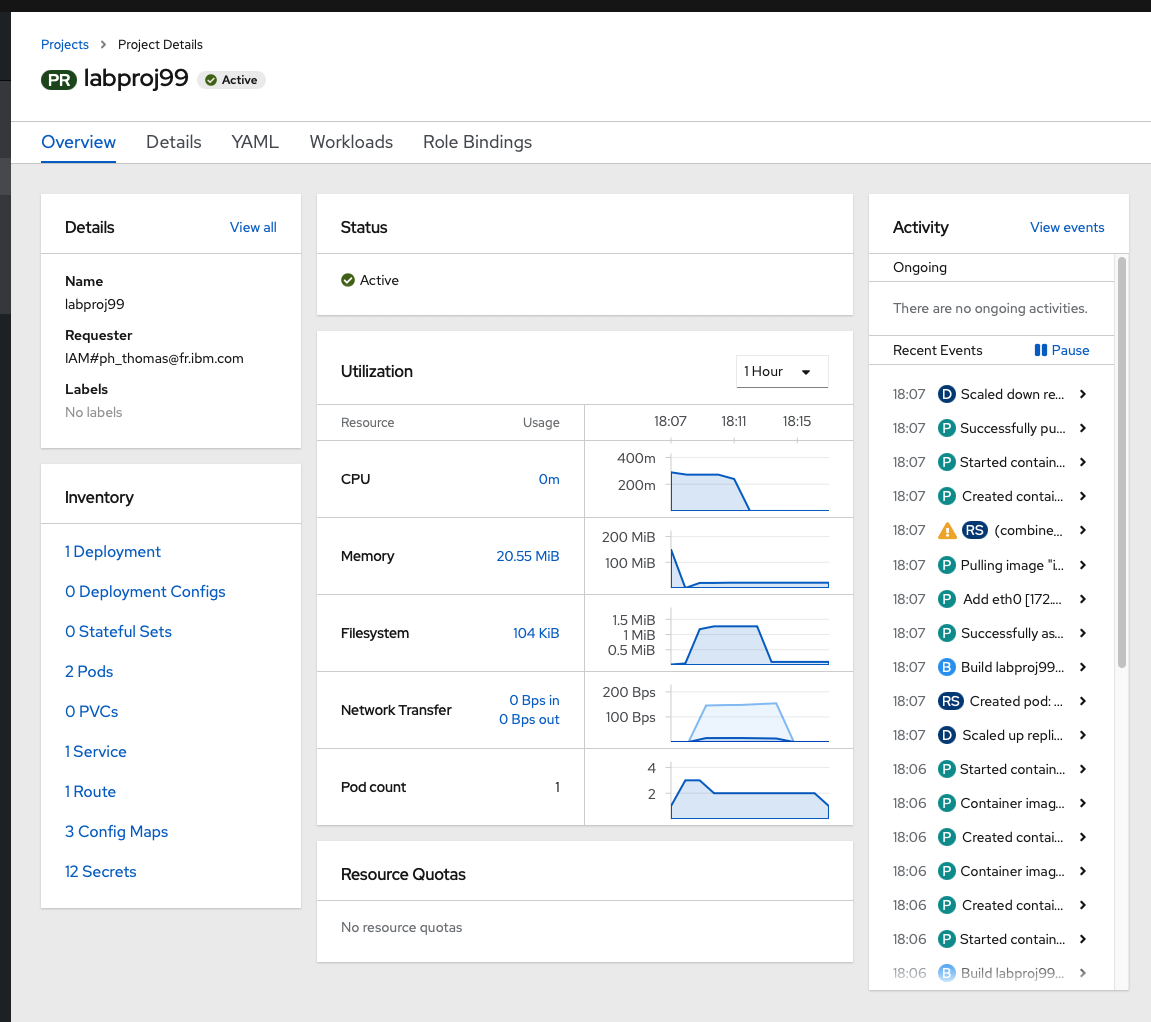 Projects > Project Details
PR labproj99 Active
Overview Details YAML Workloads Role Bindings
Details View all
Name
labproj99
Requester
IAM#ph_thomas@fr.ibm.com
Labels
No labels
Inventory
1 Deployment
0 Deployment Configs
0 Stateful Sets
2 Pods
0 PVCs
1 Service
1 Route
3 Config Maps
12 Secrets
Status
Active
Utilization 1 Hour
Resource Usage 18:07 18:11 18:15
CPU 0m 400m
200m
Memory 20.55 MiB 200 MiB
100 MiB
Filesystem 104 KiB 1.5 MiB
1 MiB
0.5 MiB
Network Transfer 0 Bps in
0 Bps out
200 Bps
100 Bps
Pod count 1 4
2
Resource Quotas
No resource quotas
Activity View events
Ongoing
There are no ongoing activities.
Recent Events Pause
18:07 D Scaled down re...
18:07 P Successfully pu...
18:07 P Started contain...
18:07 P Created contai...
18:07 RS (combine...
18:07 P Pulling image "i...
18:07 P Add eth0 [172....
18:07 P Successfully as...
18:07 B Build labproj99...
18:07 RS Created pod: ...
18:07 D Scaled up repli...
18:06 P Started contain...
18:06 P Container imag...
18:06 P Created contai...
18:06 P Container imag...
18:06 P Created contai...
18:06 P Started contain...
18:06 B Build labproj99...